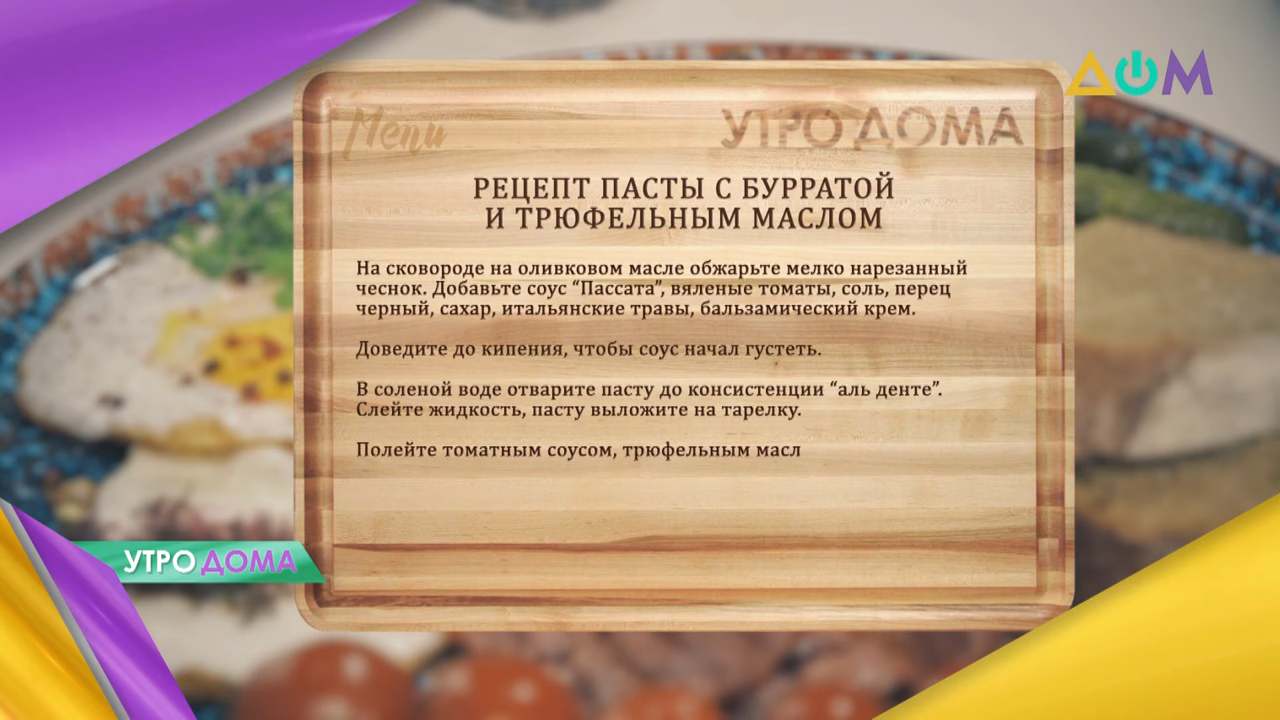 ДОМ
Menu
УТРО ДОМА
РЕЦЕПТ ПАСТЫ С БУРРАТОЙ
И ТРЮФЕЛЬНЫМ МАСЛОМ
На сковороде на оливковом масле обжарьте мелко нарезанный
чеснок. Добавьте соус “Пассата”, вяленые томаты, соль, перец
черный, сахар, итальянские травы, бальзамический крем.
Доведите до кипения, чтобы соус начал густеть.
В соленой воде отварите пасту до консистенции “аль денте”.
Слейте жидкость, пасту выложите на тарелку.
Полейте томатным соусом, трюфельным масл
УТРО ДОМА